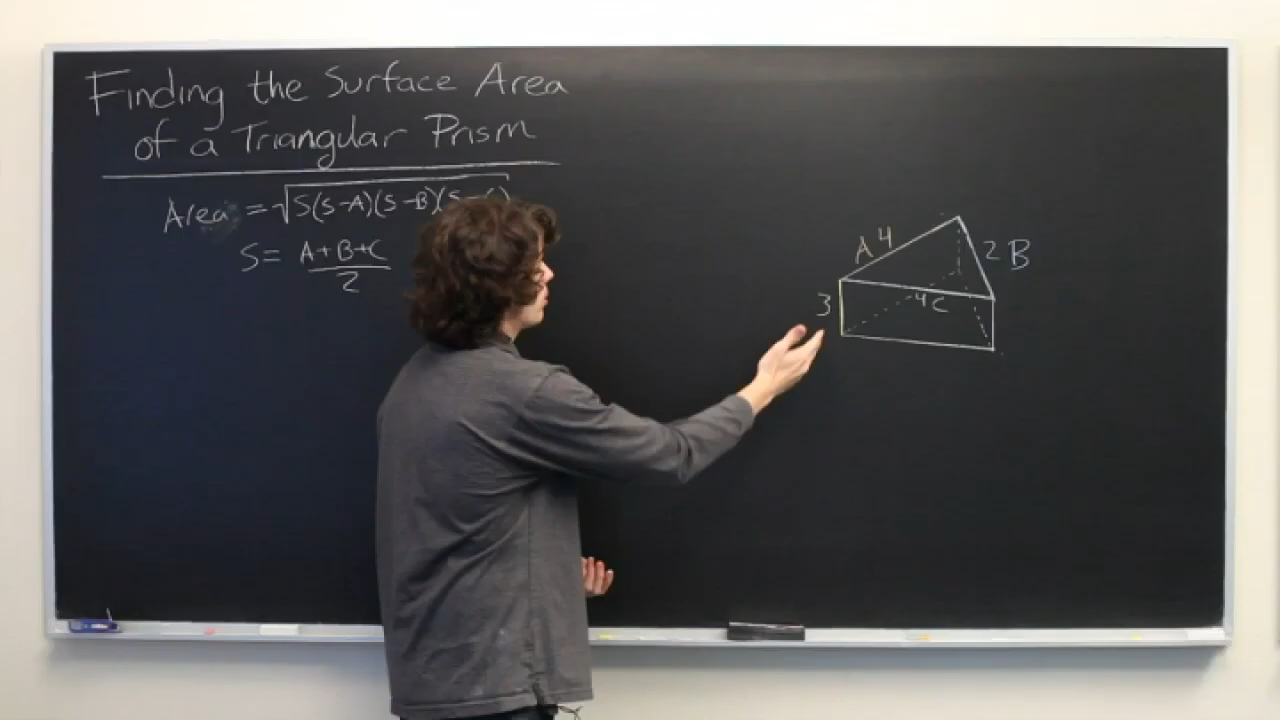 Finding the Surface Area
of a Triangular Prism
Area = √S(S-A)(S-B)(S-
S = A+B+C
2
A 4
2 B
3
4 C